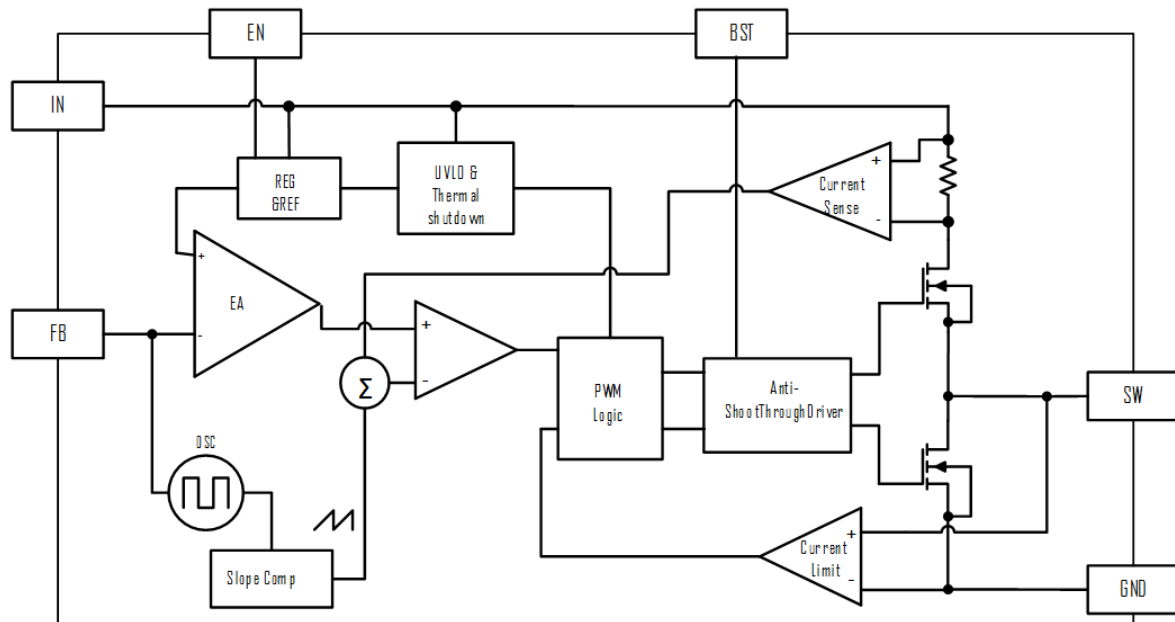 EN
BST
IN
REG
&REF
UVLO &
Thermal
shutdown
+
Current
Sense
-
+
EA
-
FB
+
-
Σ
PWM
Logic
Anti-
ShootThroughDriver
SW
OSC
Slope Comp
+
Current
Limit
-
GND